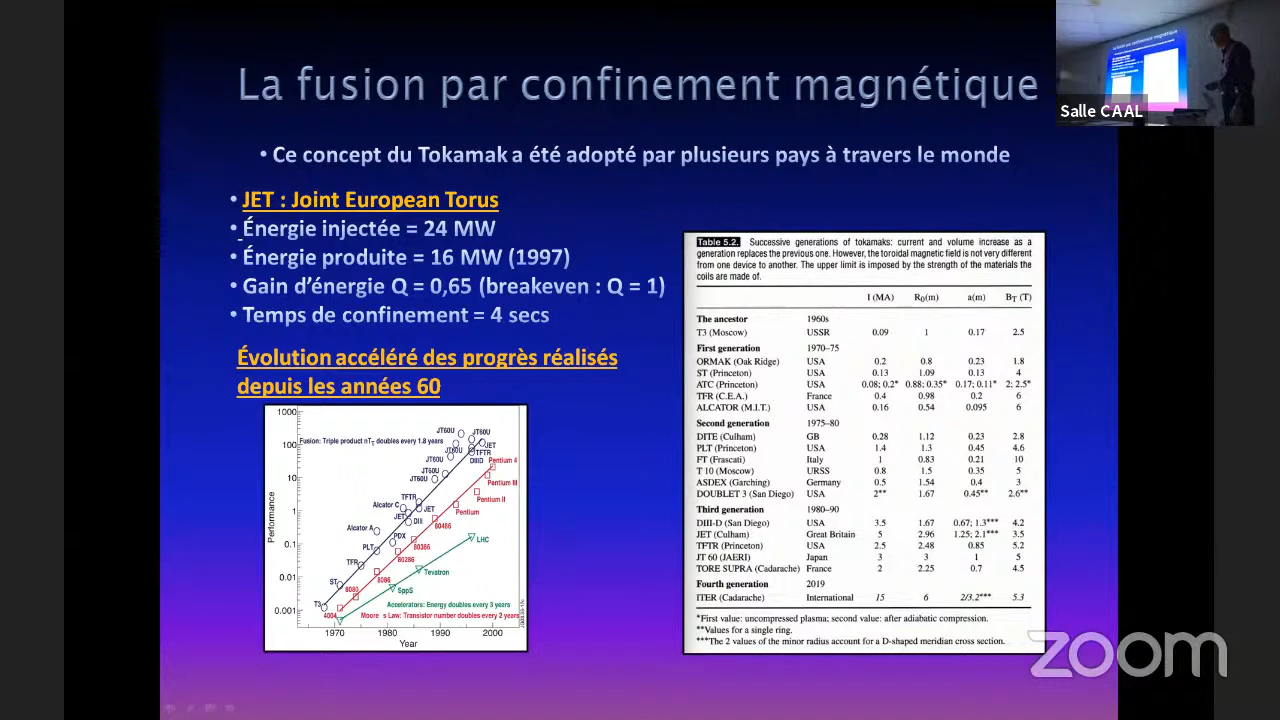 La fusion par confinement magnétique
Salle CAAL
• Ce concept du Tokamak a été adopté par plusieurs pays à travers le monde
• JET : Joint European Torus
• Énergie injectée = 24 MW
• Énergie produite = 16 MW (1997)
• Gain d’énergie Q = 0,65 (breakeven : Q = 1)
• Temps de confinement = 4 secs
Évolution accéléré des progrès réalisés
depuis les années 60
1000
100
10
1
0.1
0.01
0.001
Performance
Fusion: Triple product nTτ doubles every 1.8 years
JT60U
JT60U
JT60U
JET
TFTR
DIIID
JT60U
JT60U
JT60U
Pentium 4
Pentium III
Pentium II
Pentium
TFTR
Alcator C
JET
JET
DIII
80486
Alcator A
PDX
PLT
80386
LHC
TFR
80286
Tevatron
ST
8086
8080
SppS
T3
4004
Accelerators: Energy doubles every 3 years
Moore s Law: Transistor number doubles every 2 years
1970 1980 1990 2000
Year
Table 5.2. Successive generations of tokamaks: current and volume increase as a
generation replaces the previous one. However, the toroidal magnetic field is not very different
from one device to another. The upper limit is imposed by the strength of the materials the
coils are made of.
I (MA) R0(m) a(m) BT (T)
The ancestor 1960s
T3 (Moscow) USSR 0.09 1 0.17 2.5
First generation 1970–75
ORMAK (Oak Ridge) USA 0.2 0.8 0.23 1.8
ST (Princeton) USA 0.13 1.09 0.13 4
ATC (Princeton) USA 0.08; 0.2* 0.88; 0.35* 0.17; 0.11* 2; 2.5*
TFR (C.E.A.) France 0.4 0.98 0.2 6
ALCATOR (M.I.T.) USA 0.16 0.54 0.095 6
Second generation 1975–80
DITE (Culham) GB 0.28 1.12 0.23 2.8
PLT (Princeton) USA 1.4 1.3 0.45 4.6
FT (Frascati) Italy 1 0.83 0.21 10
T 10 (Moscow) URSS 0.8 1.5 0.35 5
ASDEX (Garching) Germany 0.5 1.54 0.4 3
DOUBLET 3 (San Diego) USA 2** 1.67 0.45** 2.6**
Third generation 1980–90
DIII-D (San Diego) USA 3.5 1.67 0.67; 1.3*** 4.2
JET (Culham) Great Britain 5 2.96 1.25; 2.1*** 3.5
TFTR (Princeton) USA 2.5 2.48 0.85 5.2
JT 60 (JAERI) Japan 3 3 1 5
TORE SUPRA (Cadarache) France 2 2.25 0.7 4.5
Fourth generation 2019
ITER (Cadarache) International 15 6 2/3.2*** 5.3
*First value: uncompressed plasma; second value: after adiabatic compression.
**Values for a single ring.
***The 2 values of the minor radius account for a D-shaped meridian cross section.
zoom